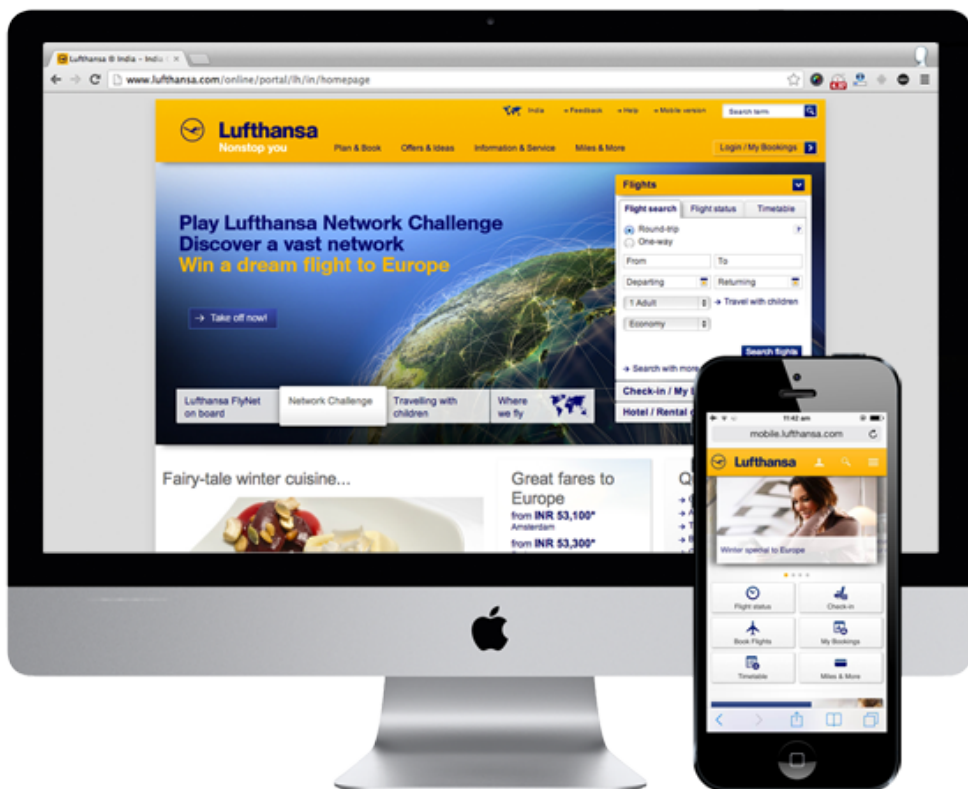 Lufthansa @ India - India
www.lufthansa.com/online/portal/lh/in/homepage
India
Feedback
Help
Mobile version
Search term
Lufthansa
Nonstop you
Plan & Book
Offers & Ideas
Information & Service
Miles & More
Login / My Bookings
Play Lufthansa Network Challenge
Discover a vast network
Win a dream flight to Europe
Take off now!
Flights
Flight search
Flight status
Timetable
Round-trip
?
One-way
From
To
Departing
Returning
1 Adult
Travel with children
Economy
Search flights
Search with more
Check-in / My
Hotel / Rental
Lufthansa FlyNet
on board
Network Challenge
Travelling with
children
Where
we fly
Fairy-tale winter cuisine...
Great fares to
Europe
from INR 53,100*
Amsterdam
from INR 53,300*
11:42 am
mobile.lufthansa.com
Lufthansa
Winter special to Europe
Flight status
Check-in
Book Flights
My Bookings
Timetable
Miles & More